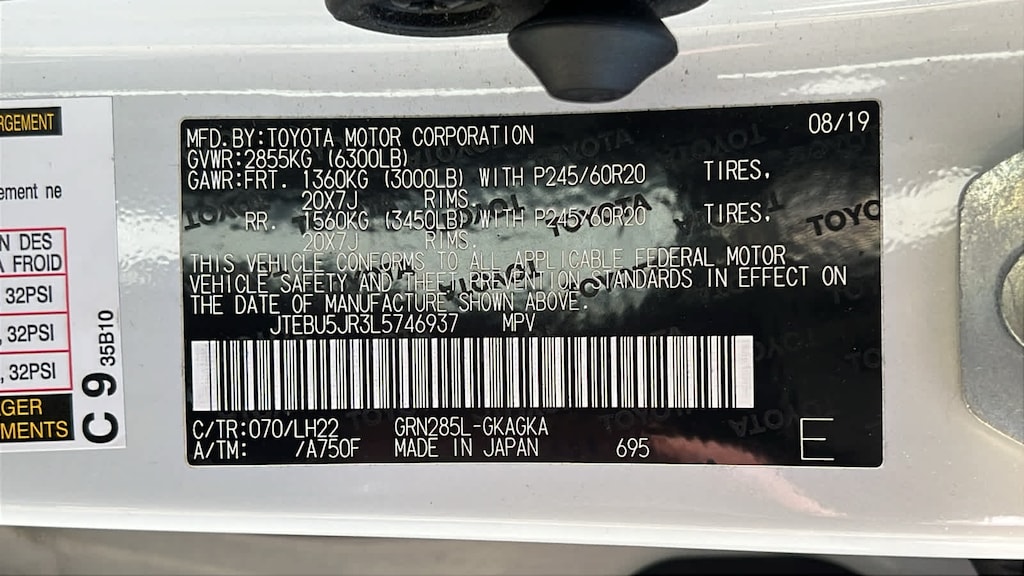 RGEMENT
ement ne
N DES
A FROID
32PSI
, 32PSI
, 32PSI
AGER
EMENTS
C 9 35B10
MFD.BY:TOYOTA MOTOR CORPORATION 08/19
GVWR:2855KG (6300LB)
GAWR:FRT. 1360KG (3000LB) WITH P245/60R20 TIRES.
20X7J RIMS.
RR. 1560KG (3450LB) WITH P245/60R20 TIRES.
20X7J RIMS.
THIS VEHICLE CONFORMS TO ALL APPLICABLE FEDERAL MOTOR
VEHICLE SAFETY AND THEFT PREVENTION STANDARDS IN EFFECT ON
THE DATE OF MANUFACTURE SHOWN ABOVE.
JTEBU5JR3L5746937 MPV
C/TR:070/LH22 GRN285L-GKAGKA
A/TM: /A750F MADE IN JAPAN 695 E